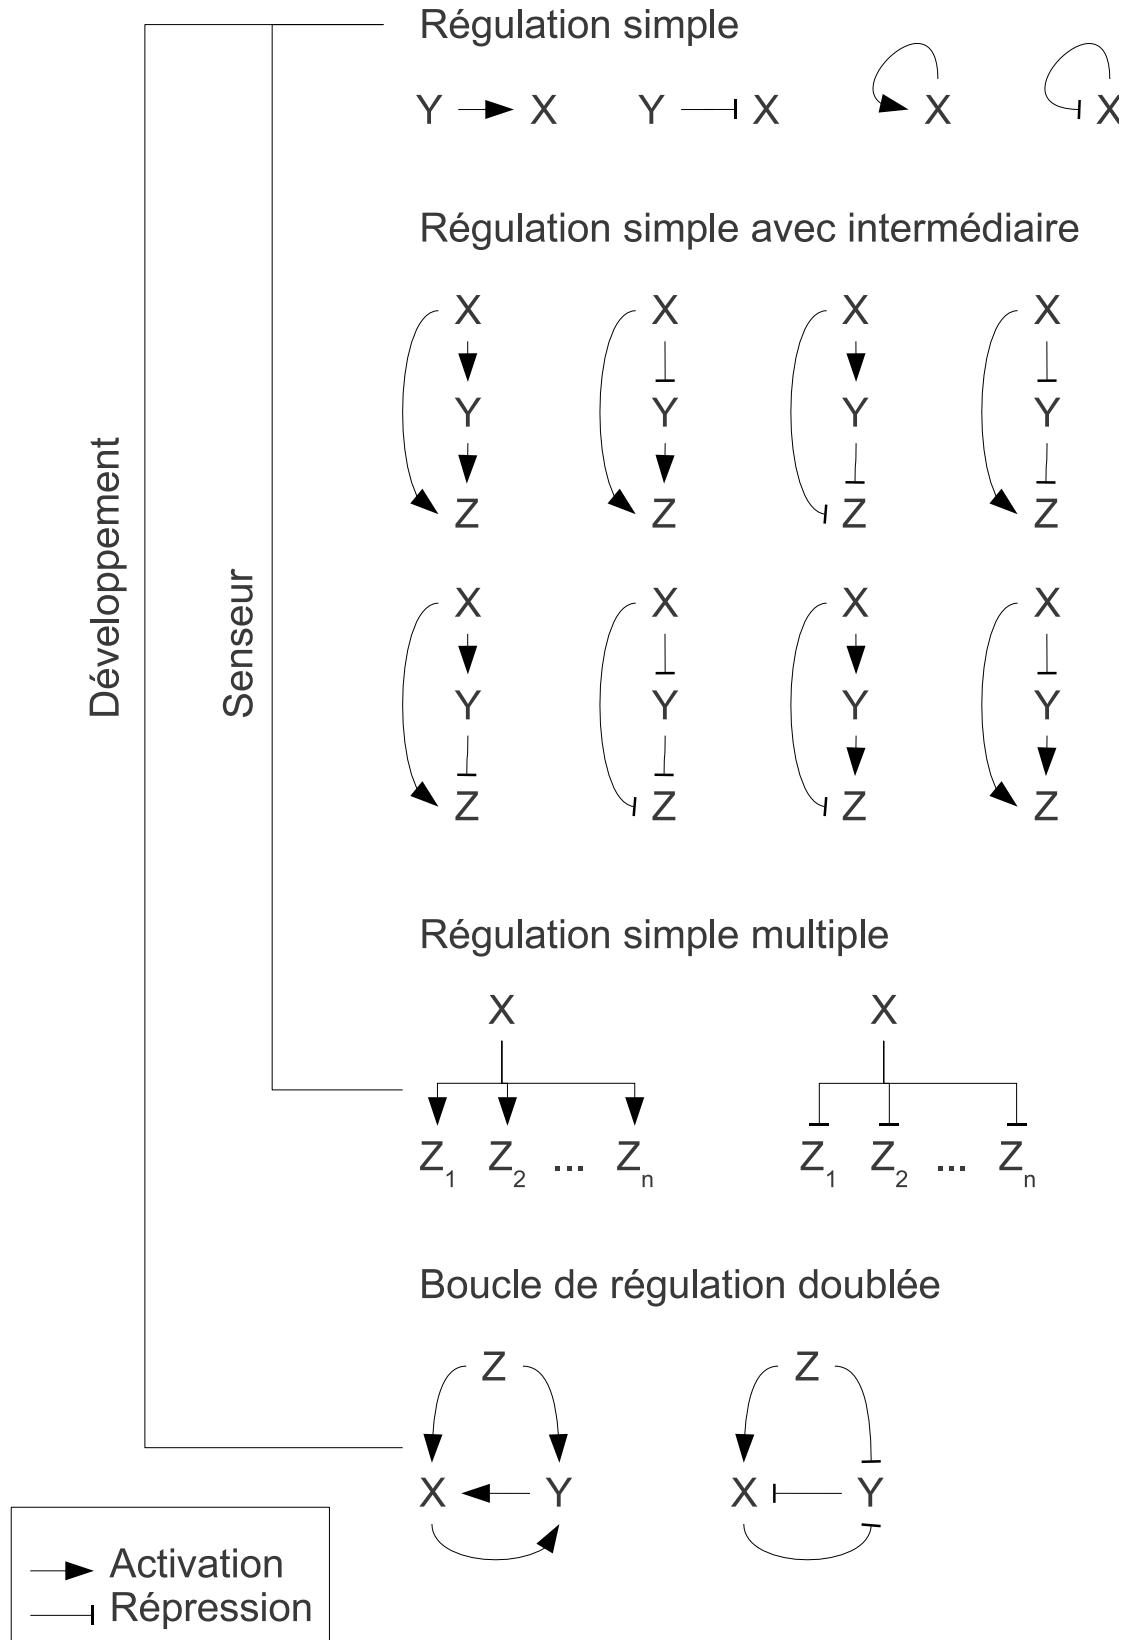 Régulation simple
Y X Y X X X
Régulation simple avec intermédiaire
X X X X
Y Y Y Y
Z Z Z Z
X X X X
Y Y Y Y
Z Z Z Z
Développement
Senseur
Régulation simple multiple
X X
Z1 Z2 ... Zn Z1 Z2 ... Zn
Boucle de régulation doublée
Z Z
X Y X Y
Activation
Répression